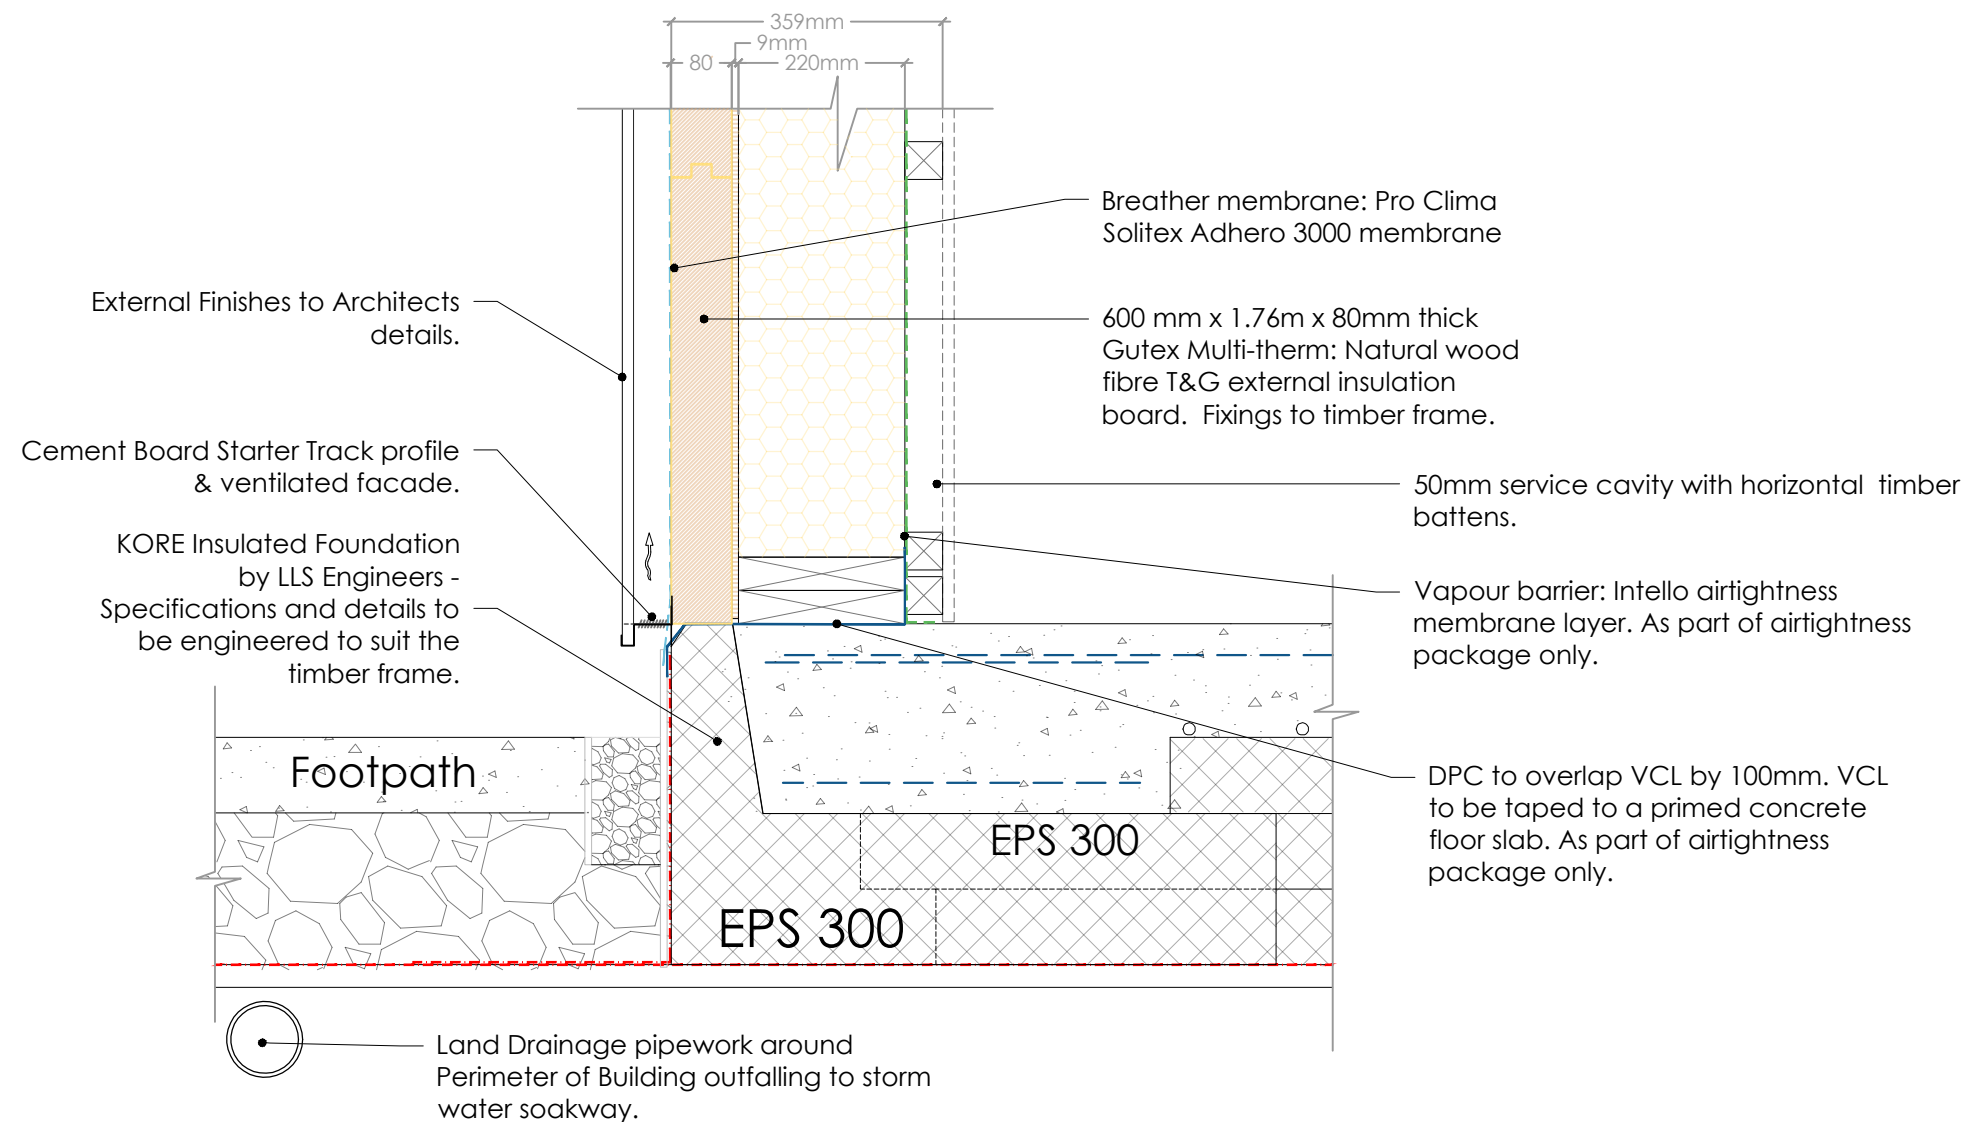 359mm
9mm
80
220mm
Breather membrane: Pro Clima
Solitex Adhero 3000 membrane
External Finishes to Architects
details.
600 mm x 1.76m x 80mm thick
Gutex Multi-therm: Natural wood
fibre T&G external insulation
board. Fixings to timber frame.
Cement Board Starter Track profile
& ventilated facade.
50mm service cavity with horizontal timber
battens.
KORE Insulated Foundation
by LLS Engineers -
Specifications and details to
be engineered to suit the
timber frame.
Vapour barrier: Intello airtightness
membrane layer. As part of airtightness
package only.
Footpath
DPC to overlap VCL by 100mm. VCL
to be taped to a primed concrete
floor slab. As part of airtightness
package only.
EPS 300
EPS 300
Land Drainage pipework around
Perimeter of Building outfalling to storm
water soakway.